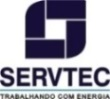 SERVTEC
TRABALHANDO COM ENERGIA